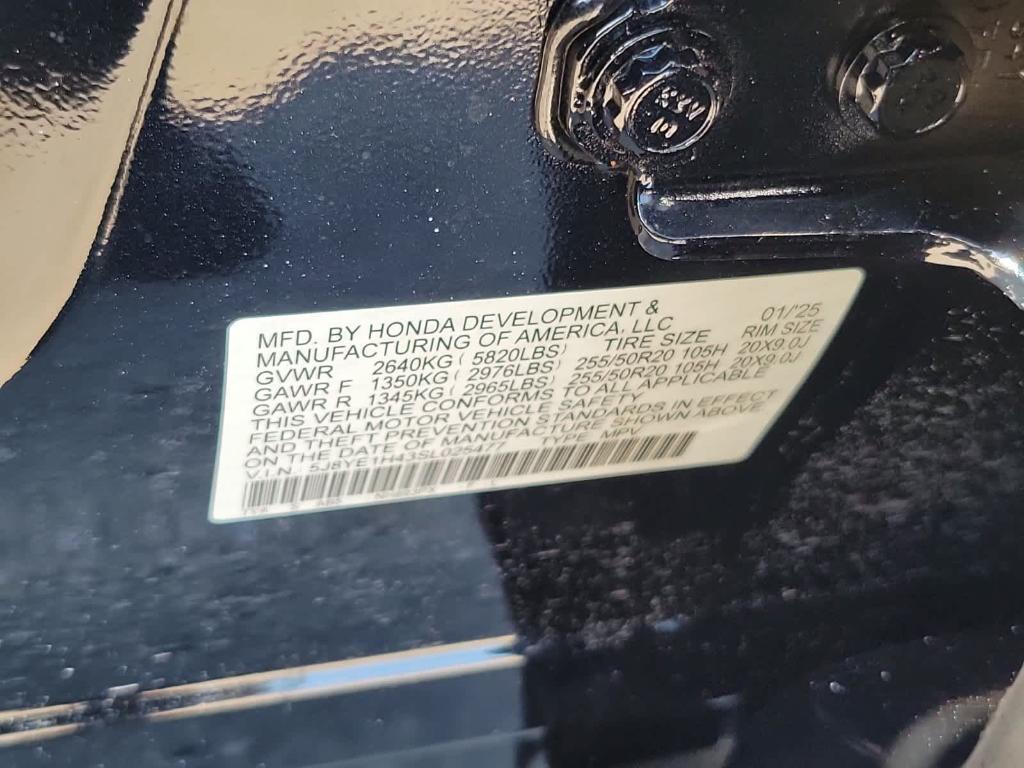 MFD. BY HONDA DEVELOPMENT &
MANUFACTURING OF AMERICA, LLC 01/'25
GVWR 2640KG ( 5820LBS) TIRE SIZE RIM SIZE
GAWR F 1350KG ( 2976LBS) 255/50R20 105H 20X9.0J
GAWR R 1345KG ( 2965LBS) 255/50R20 105H 20X9.0J
THIS VEHICLE CONFORMS TO ALL APPLICABLE
FEDERAL MOTOR VEHICLE SAFETY
AND THEFT PREVENTION STANDARDS IN EFFECT
ON THE DATE OF MANUFACTURE SHOWN ABOVE
V.I.N. TYPE MPV